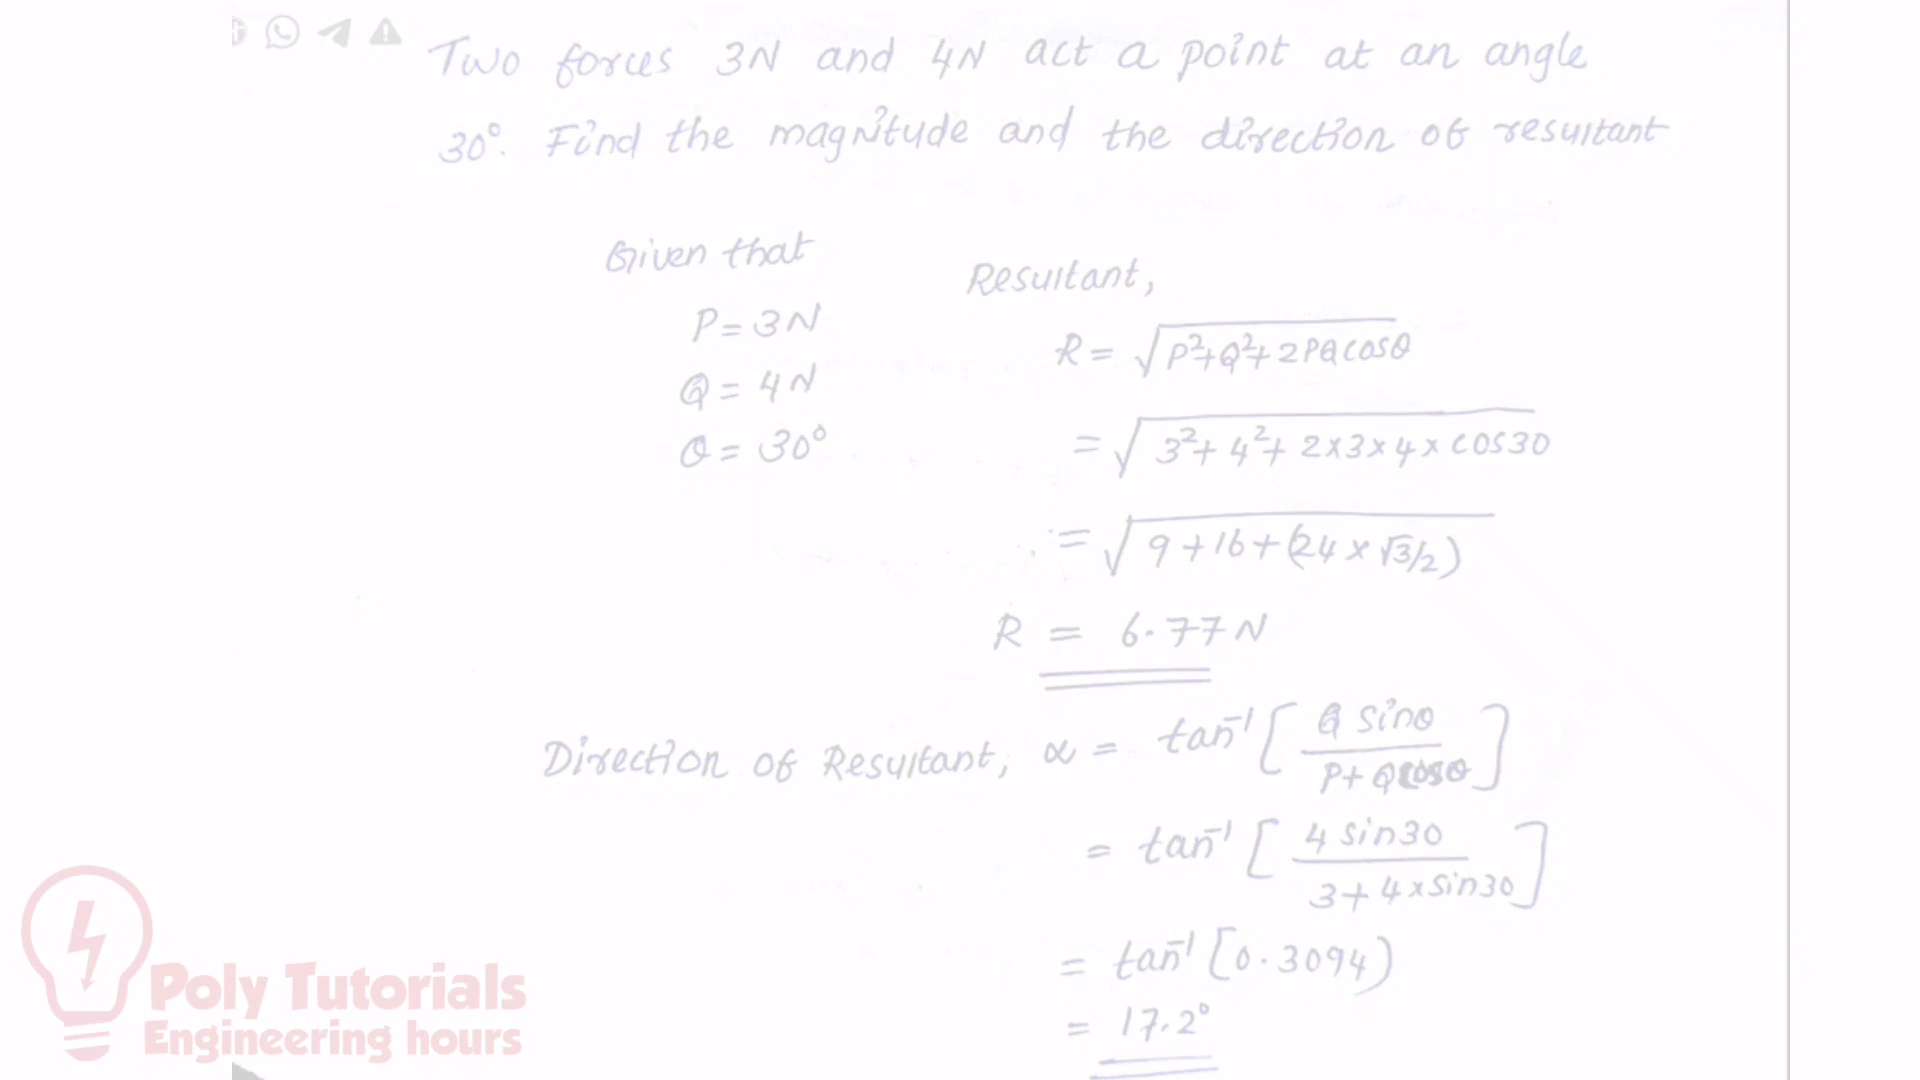 Two forces 3N and 4N act a point at an angle
30°. Find the magnitude and the direction of resultant
Given that
P = 3N
Q = 4N
θ = 30°
Resultant,
R = √P²+Q²+2PQcosθ
= √3²+4²+2×3×4×cos30
= √9+16+(24×√3/2)
R = 6.77N
Direction of Resultant, α = tan⁻¹[Q sinθ / P+Qcosθ]
= tan⁻¹[4 sin30 / 3+4×sin30]
= tan⁻¹[0.3094)
= 17.2°
Poly Tutorials
Engineering hours